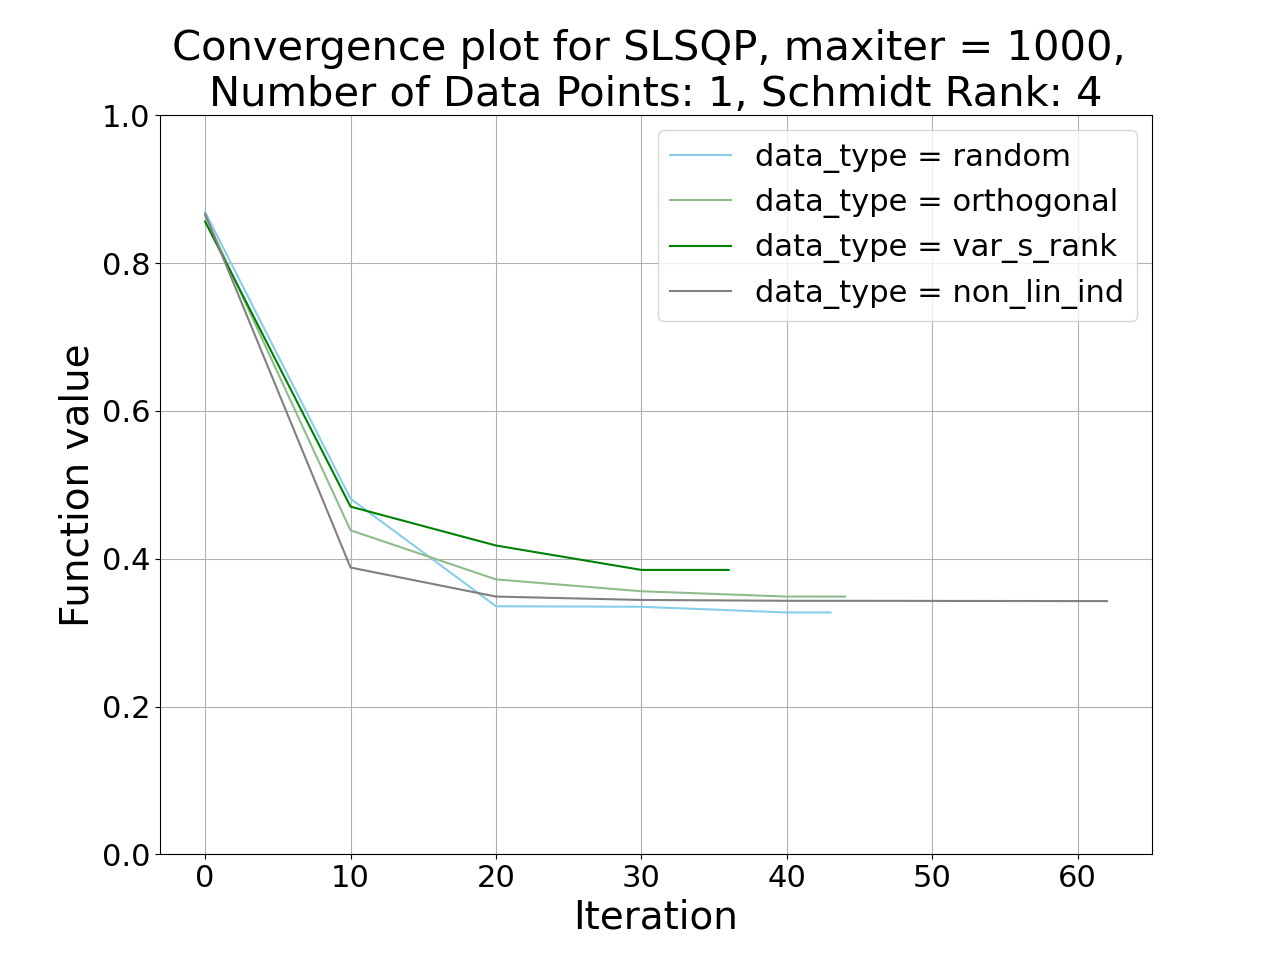 Convergence plot for SLSQP, maxiter = 1000,
Number of Data Points: 1, Schmidt Rank: 4
data_type = random
data_type = orthogonal
data_type = var_s_rank
data_type = non_lin_ind
Function value
1.0
0.8
0.6
0.4
0.2
0.0
0 10 20 30 40 50 60
Iteration